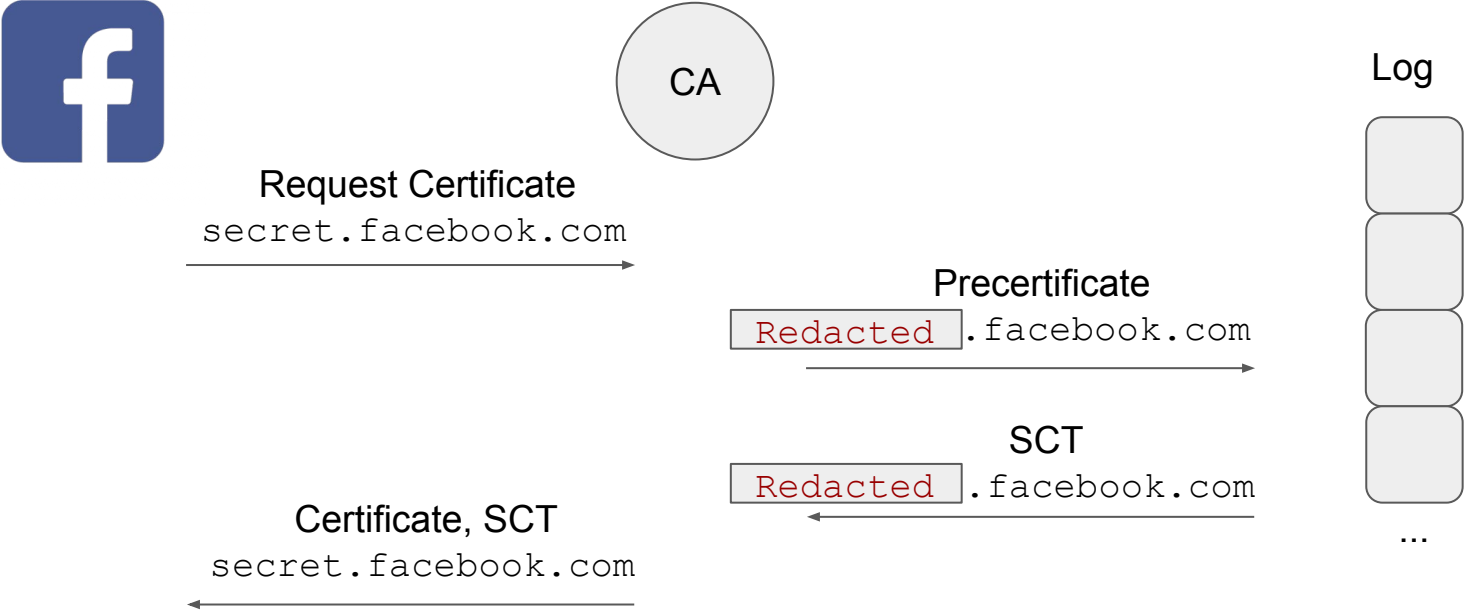 CA
Log
Request Certificate
secret.facebook.com
Precertificate
Redacted .facebook.com
SCT
Redacted .facebook.com
Certificate, SCT
secret.facebook.com
...